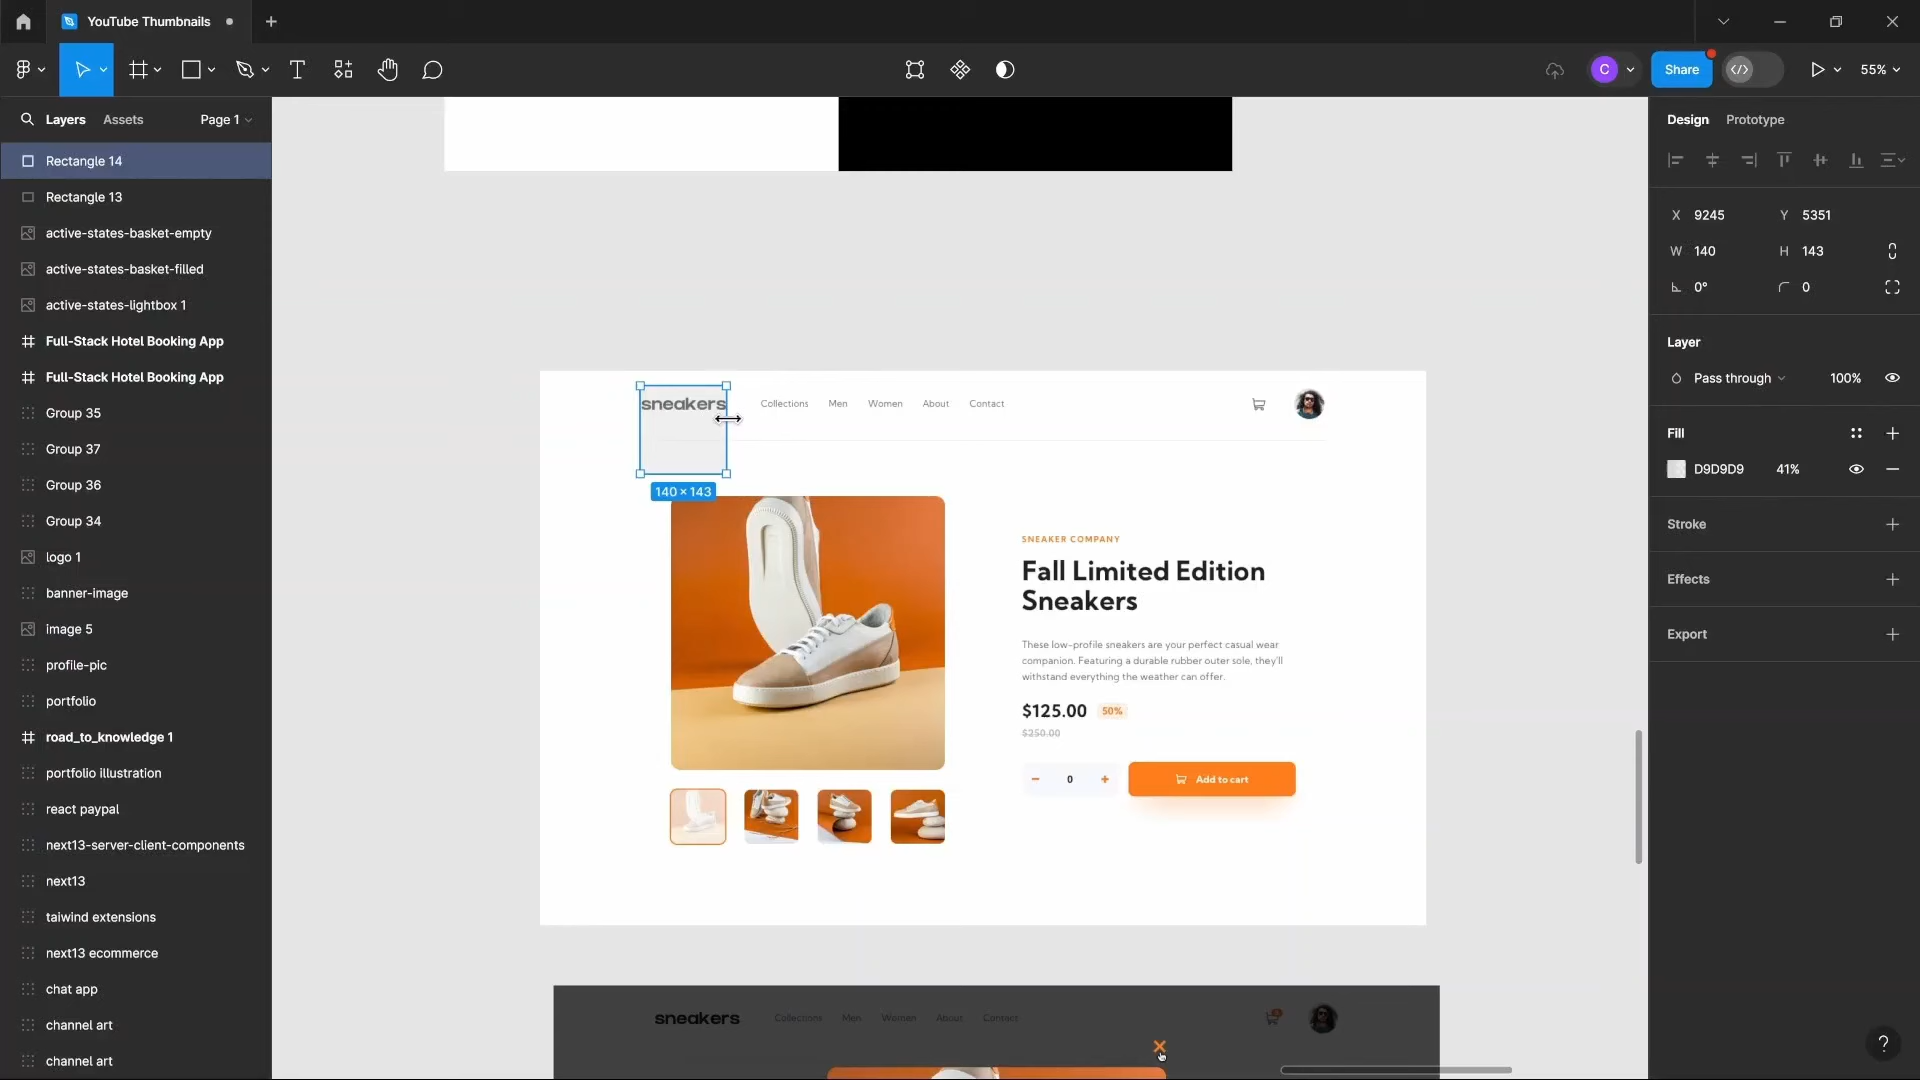 YouTube Thumbnails
C
Share
55%
Layers
Assets
Page 1
Rectangle 14
Rectangle 13
active-states-basket-empty
active-states-basket-filled
active-states-lightbox 1
Full-Stack Hotel Booking App
Full-Stack Hotel Booking App
Group 35
Group 37
Group 36
Group 34
logo 1
banner-image
image 5
profile-pic
portfolio
road_to_knowledge 1
portfolio illustration
react paypal
next13-server-client-components
next13
taiwind extensions
next13 ecommerce
chat app
channel art
channel art
sneakers
Collections
Men
Women
About
Contact
140 × 143
SNEAKER COMPANY
Fall Limited Edition
Sneakers
These low-profile sneakers are your perfect casual wear
companion. Featuring a durable rubber outer sole, they'll
withstand everything the weather can offer.
$125.00
50%
$250.00
0
Add to cart
sneakers
Collections
Men
Women
About
Contact
Design
Prototype
X 9245
Y 5351
W 140
H 143
0°
0
Layer
Pass through
100%
Fill
D9D9D9
41%
Stroke
Effects
Export
?